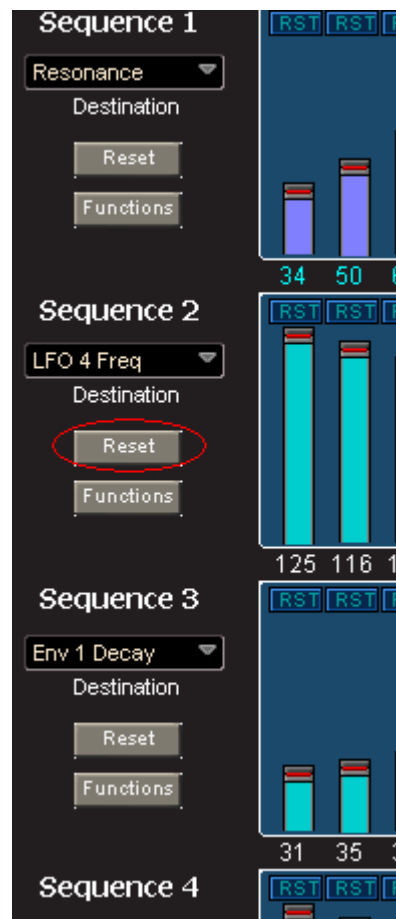 Sequence 1
RST RST
Resonance
Destination
Reset
Functions
34 50
Sequence 2
RST RST
LFO 4 Freq
Destination
Reset
Functions
125 116 1
Sequence 3
RST RST
Env 1 Decay
Destination
Reset
Functions
31 35
Sequence 4
RST RST